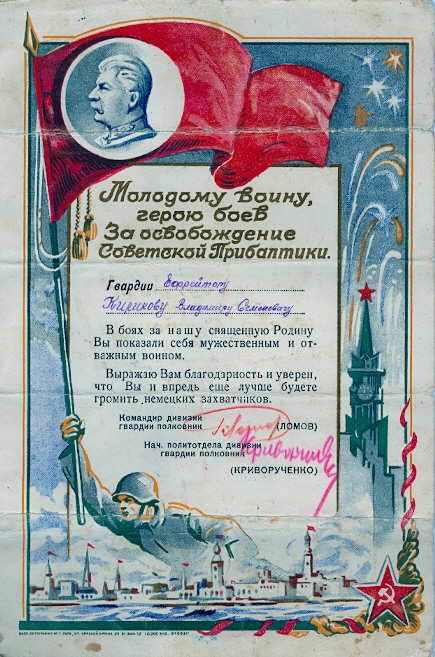 Молодому воину,
герою боев
За освобождение
Советской Прибалтики.
Гвардии Ефрейтору
Кирикову Владимиру Семеновичу
В боях за нашу священную Родину
Вы показали себя мужественным и от-
важным воином.
Выражаю Вам благодарность и уверен,
что Вы и впредь еще лучше будете
громить немецких захватчиков.
Командир дивизии
гвардии полковник (ЛОМОВ)
Нач. политотдела дивизии
гвардии полковник
(КРИВОРУЧЕНКО)